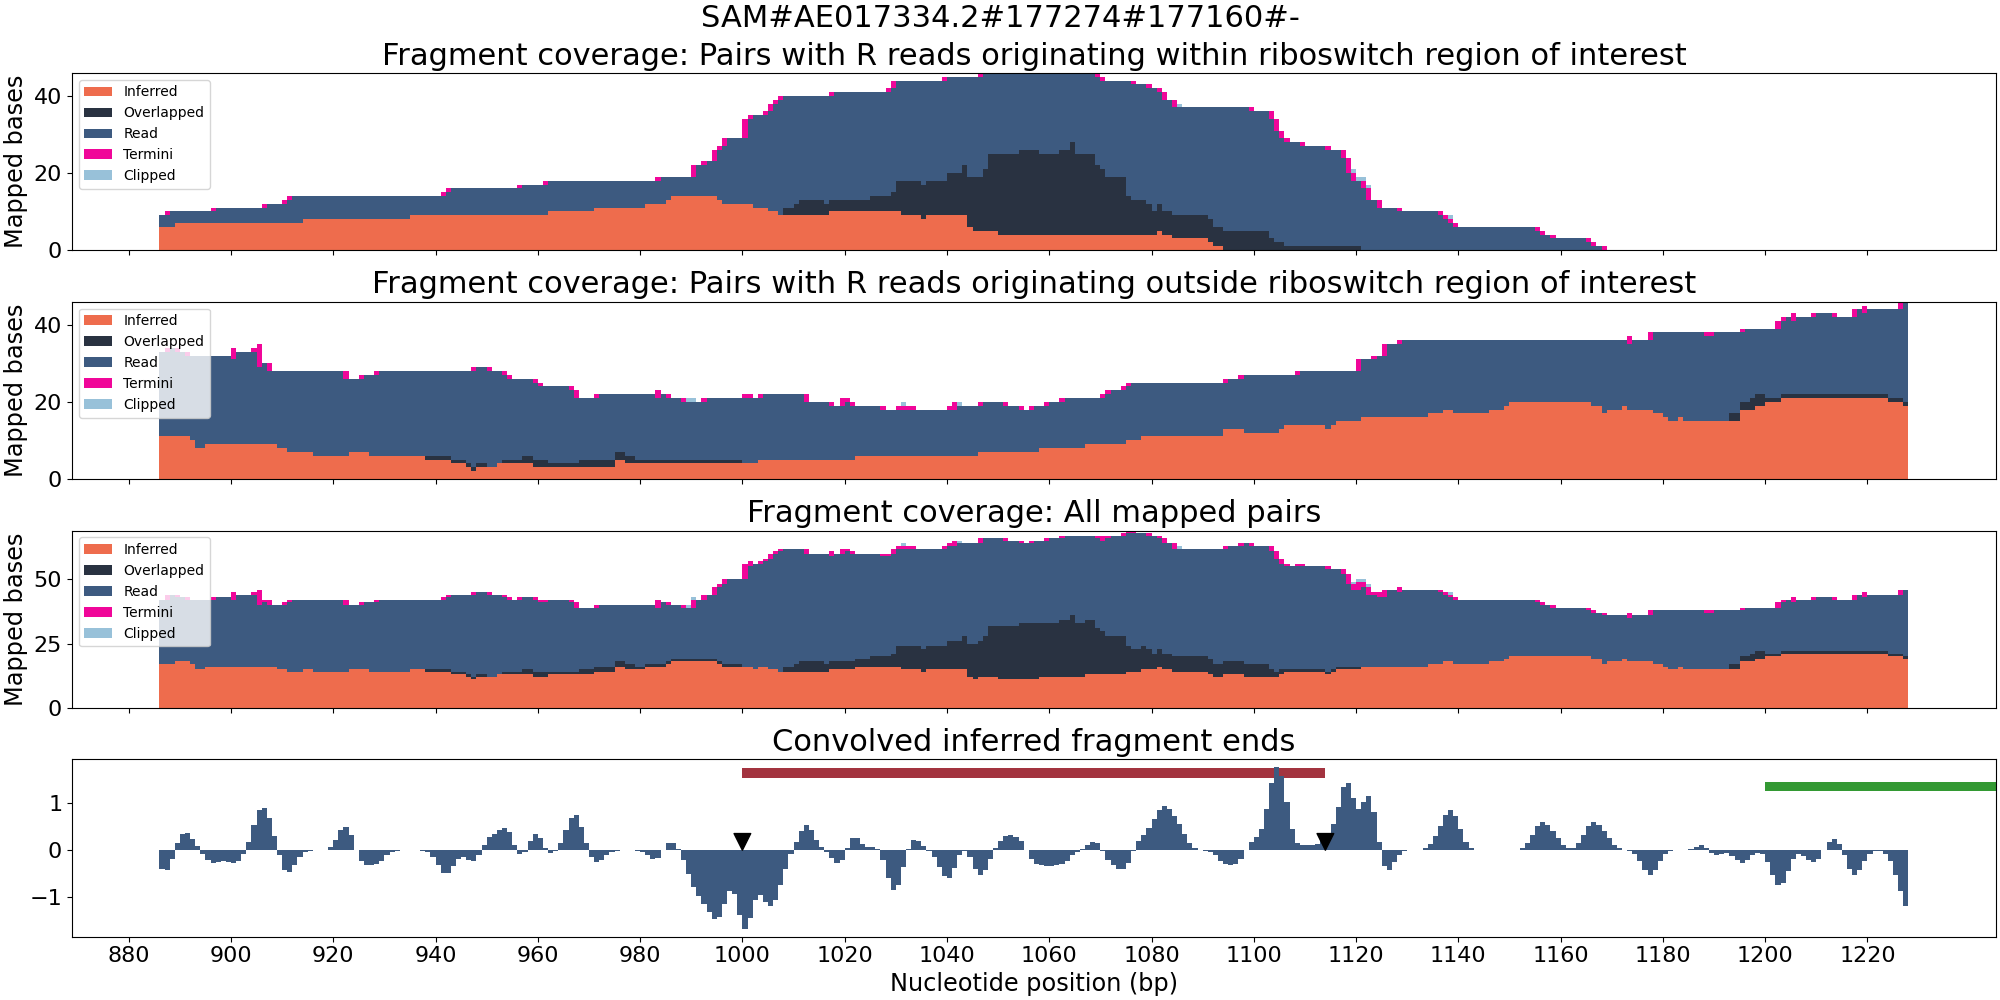 SAM#AE017334.2#177274#177160#-
Fragment coverage: Pairs with R reads originating within riboswitch region of interest
Mapped bases
40
20
0
Inferred
Overlapped
Read
Termini
Clipped
Fragment coverage: Pairs with R reads originating outside riboswitch region of interest
Mapped bases
40
20
0
Inferred
Overlapped
Read
Termini
Clipped
Fragment coverage: All mapped pairs
Mapped bases
50
25
0
Inferred
Overlapped
Read
Termini
Clipped
Convolved inferred fragment ends
1
0
−1
880 900 920 940 960 980 1000 1020 1040 1060 1080 1100 1120 1140 1160 1180 1200 1220
Nucleotide position (bp)